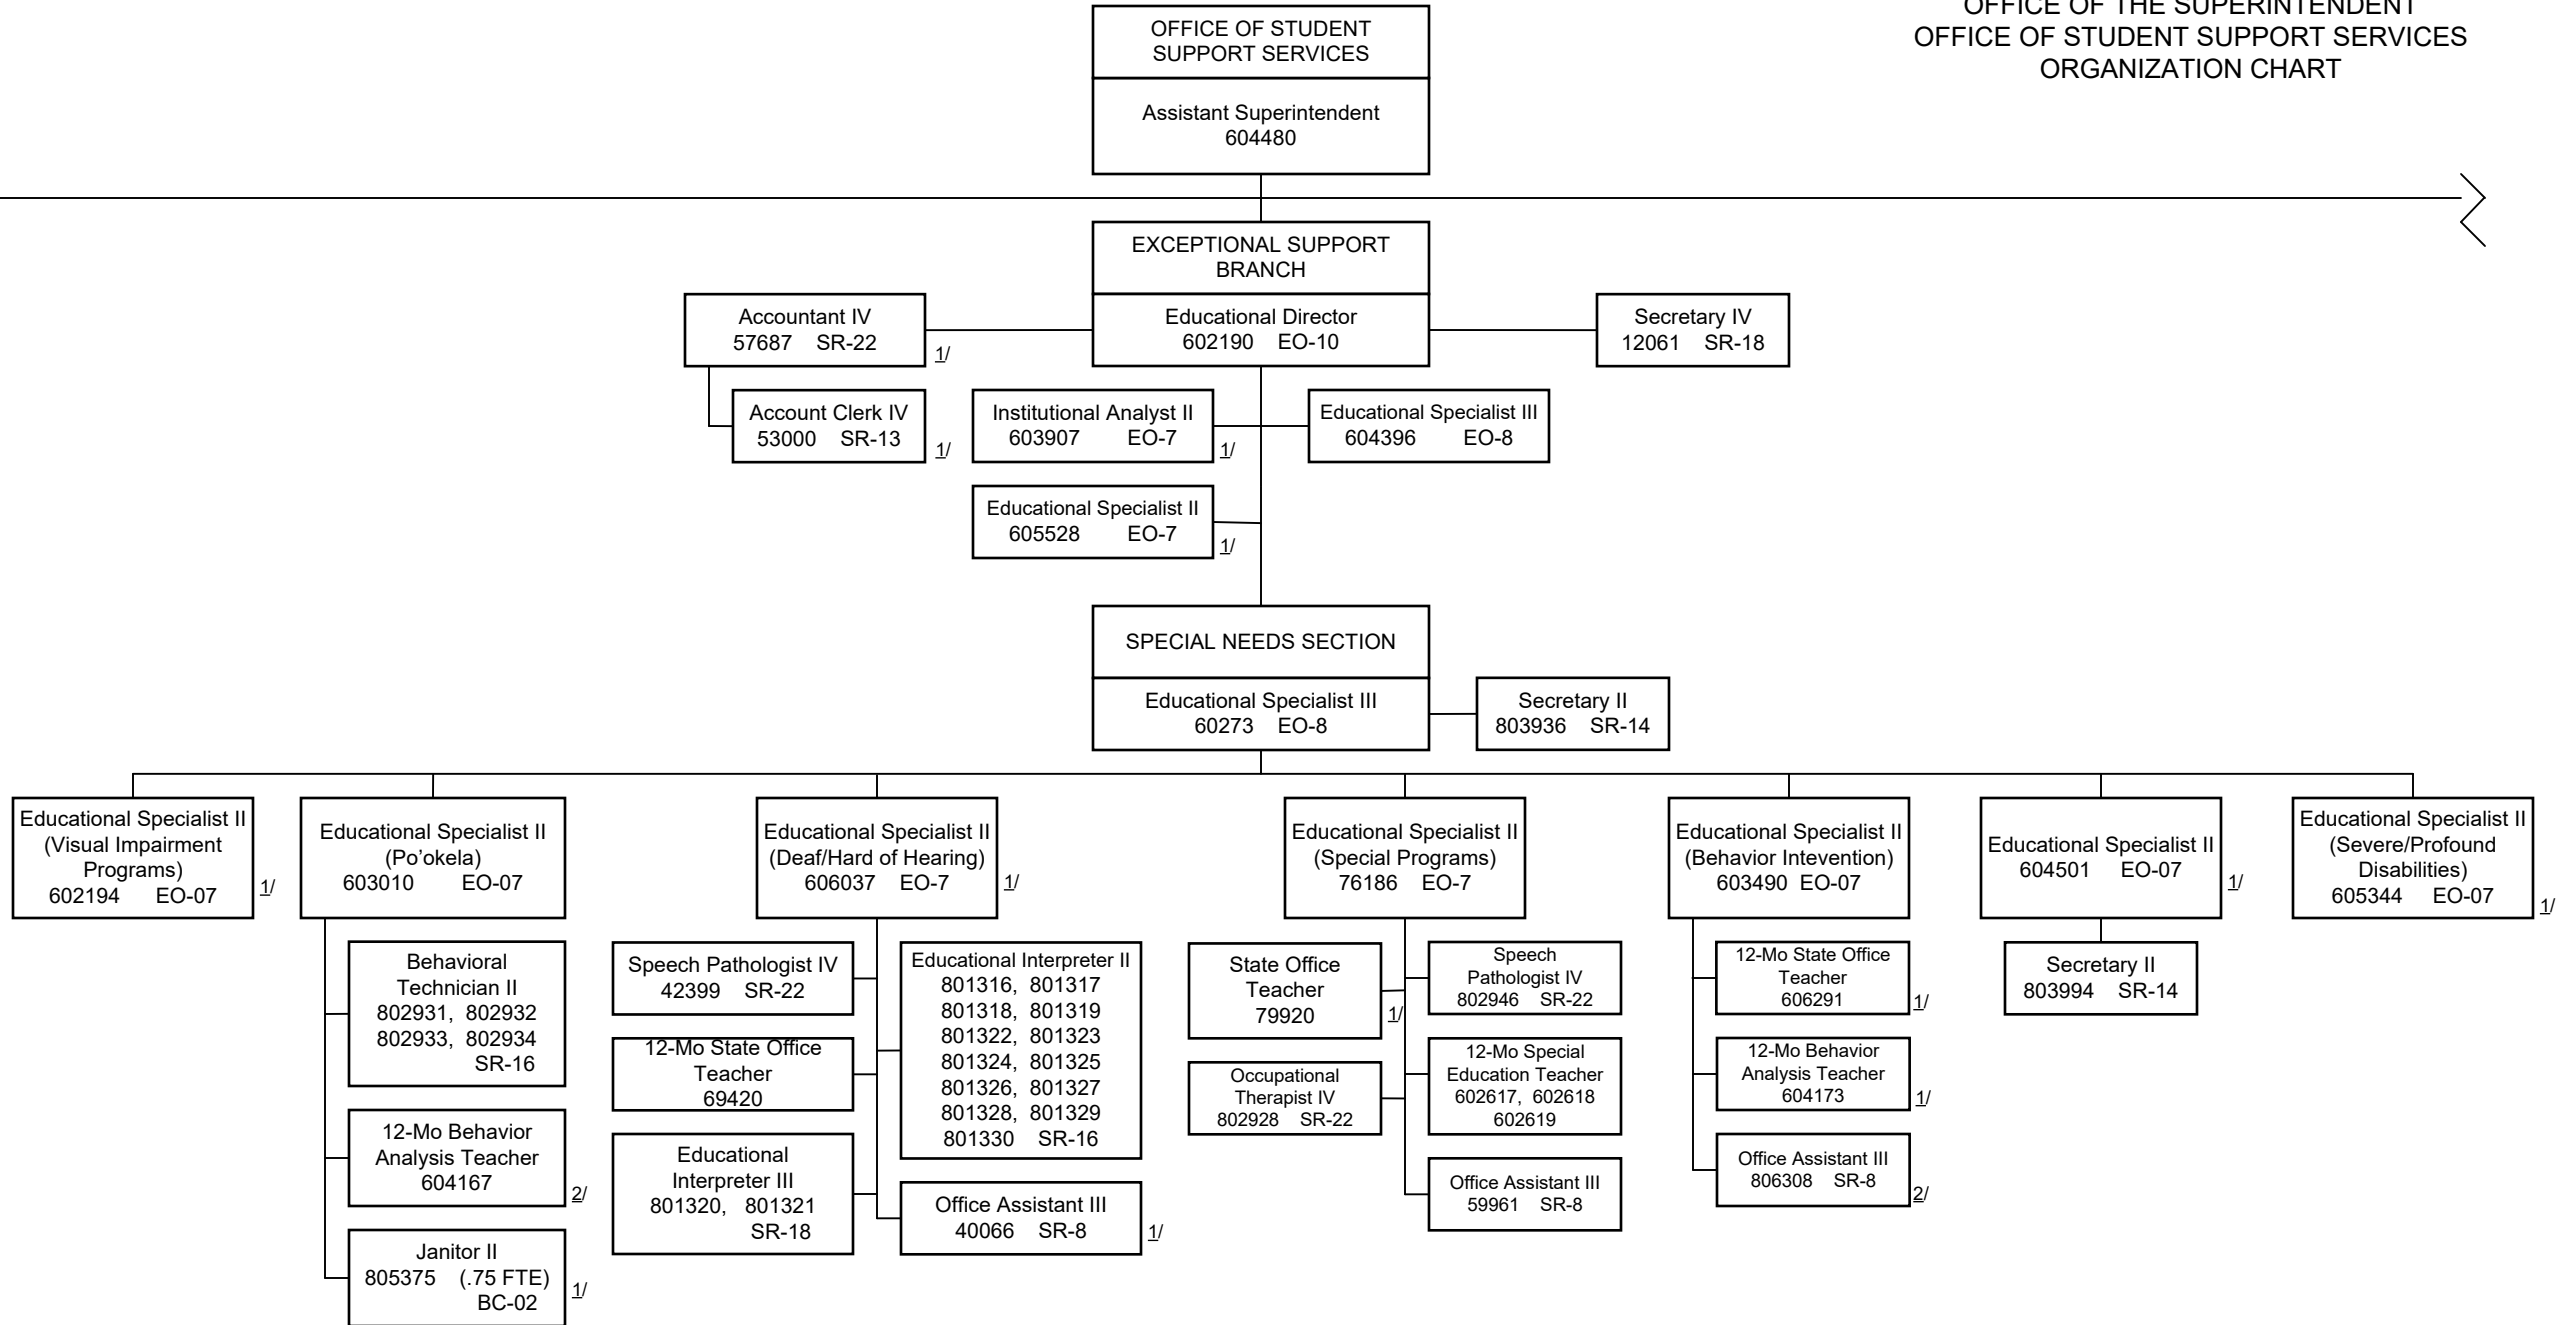 OFFICE OF THE SUPERINTENDENT
OFFICE OF STUDENT SUPPORT SERVICES
ORGANIZATION CHART
OFFICE OF STUDENT
SUPPORT SERVICES
Assistant Superintendent
604480
EXCEPTIONAL SUPPORT
BRANCH
Educational Director
602190 EO-10
Accountant IV
57687 SR-22
1/
Secretary IV
12061 SR-18
Account Clerk IV
53000 SR-13
1/
Institutional Analyst II
603907 EO-7
1/
Educational Specialist III
604396 EO-8
Educational Specialist II
605528 EO-7
1/
SPECIAL NEEDS SECTION
Educational Specialist III
60273 EO-8
Secretary II
803936 SR-14
Educational Specialist II
(Visual Impairment
Programs)
602194 EO-07
1/
Educational Specialist II
(Po’okela)
603010 EO-07
Behavioral
Technician II
802931, 802932
802933, 802934
SR-16
12-Mo Behavior
Analysis Teacher
604167
2/
Janitor II
805375 (.75 FTE)
BC-02
1/
Educational Specialist II
(Deaf/Hard of Hearing)
606037 EO-7
1/
Speech Pathologist IV
42399 SR-22
12-Mo State Office
Teacher
69420
Educational
Interpreter III
801320, 801321
SR-18
Educational Interpreter II
801316, 801317
801318, 801319
801322, 801323
801324, 801325
801326, 801327
801328, 801329
801330 SR-16
Office Assistant III
40066 SR-8
1/
Educational Specialist II
(Special Programs)
76186 EO-7
State Office
Teacher
79920
1/
Occupational
Therapist IV
802928 SR-22
Speech
Pathologist IV
802946 SR-22
12-Mo Special
Education Teacher
602617, 602618
602619
Office Assistant III
59961 SR-8
Educational Specialist II
(Behavior Intevention)
603490 EO-07
12-Mo State Office
Teacher
606291
1/
12-Mo Behavior
Analysis Teacher
604173
1/
Office Assistant III
806308 SR-8
2/
Educational Specialist II
604501 EO-07
1/
Secretary II
803994 SR-14
Educational Specialist II
(Severe/Profound
Disabilities)
605344 EO-07
1/